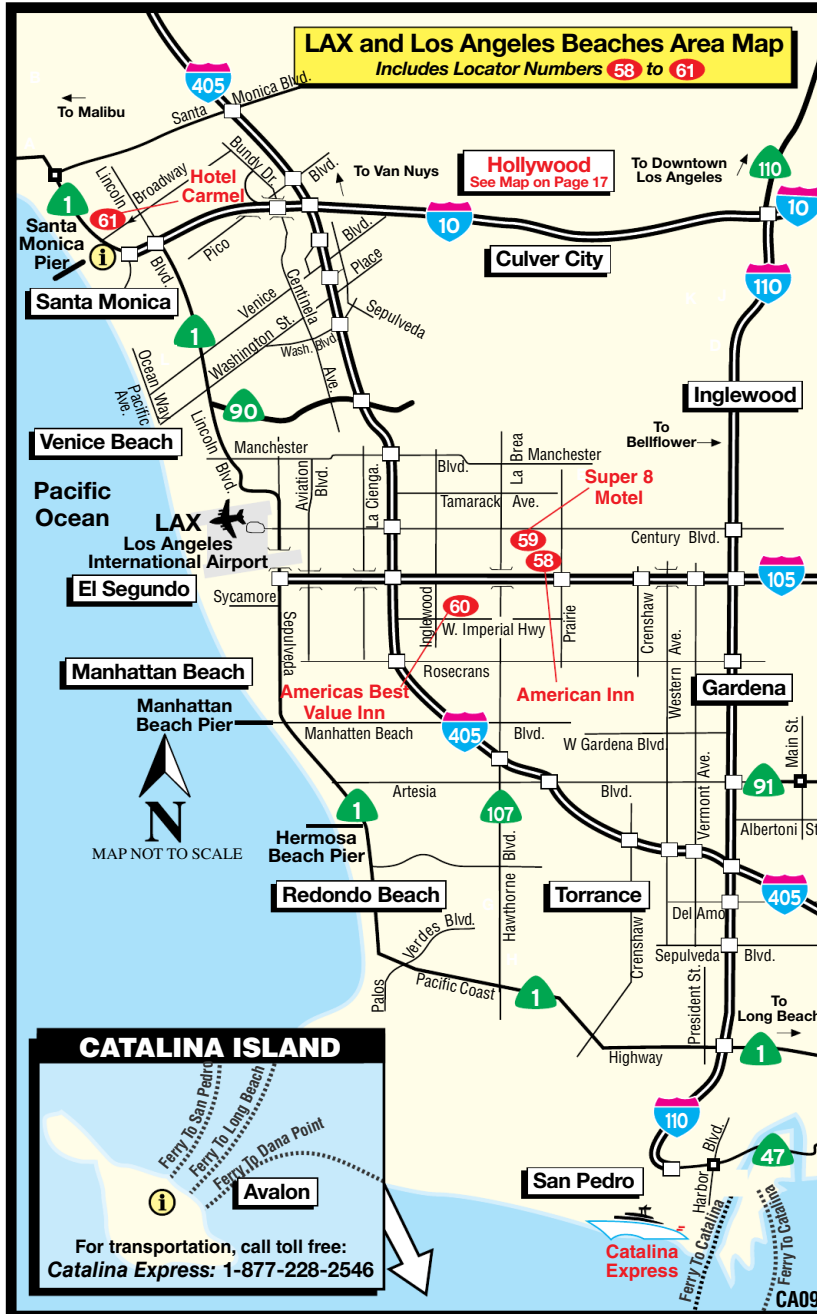 LAX and Los Angeles Beaches Area Map
Includes Locator Numbers 58 to 61
405
To Malibu
Santa Monica Blvd.
Lincoln Blvd.
Broadway
Bundy Dr.
Blvd.
Hotel
Carmel
61
To Van Nuys
Hollywood
See Map on Page 17
To Downtown
Los Angeles
110
1
10
10
Santa
Monica
Pier
i
Pico
Blvd.
Culver City
110
Santa Monica
Venice
Place
Centinela
Ave.
Sepulveda
1
Washington St.
Wash. Blvd
Ocean Way
Pacific
Ave.
90
Inglewood
Venice Beach
Lincoln Blvd.
To
Bellflower
Manchester
Blvd.
Manchester
Aviation
Blvd.
La Cienga.
La Brea
Ave.
Tamarack
Super 8
Motel
Pacific
Ocean
LAX
Los Angeles
International Airport
59
58
Century Blvd.
El Segundo
105
Sycamore
Sepulveda
Inglewood
60
W. Imperial Hwy
Prairie
Crenshaw
Western Ave.
Manhattan Beach
Rosecrans
Americas Best
Value Inn
American Inn
Gardena
Manhattan
Beach Pier
Manhatten Beach
405
Blvd.
W Gardena Blvd.
Main St.
N
MAP NOT TO SCALE
Artesia
Blvd.
91
Vermont Ave.
Albertoni St
1
107
Hermosa
Beach Pier
Redondo Beach
Hawthorne Blvd.
Torrance
405
Del Amo
Palos
Verdes Blvd.
Crenshaw
Sepulveda
Blvd.
Pacific Coast
1
President St.
To
Long Beach
Highway
1
CATALINA ISLAND
Ferry To San Pedro
Ferry To Long Beach
Ferry To Dana Point
i
Avalon
For transportation, call toll free:
Catalina Express: 1-877-228-2546
110
Harbor Blvd.
47
San Pedro
Catalina
Express
Ferry To Catalina
Ferry To Catalina
CA09